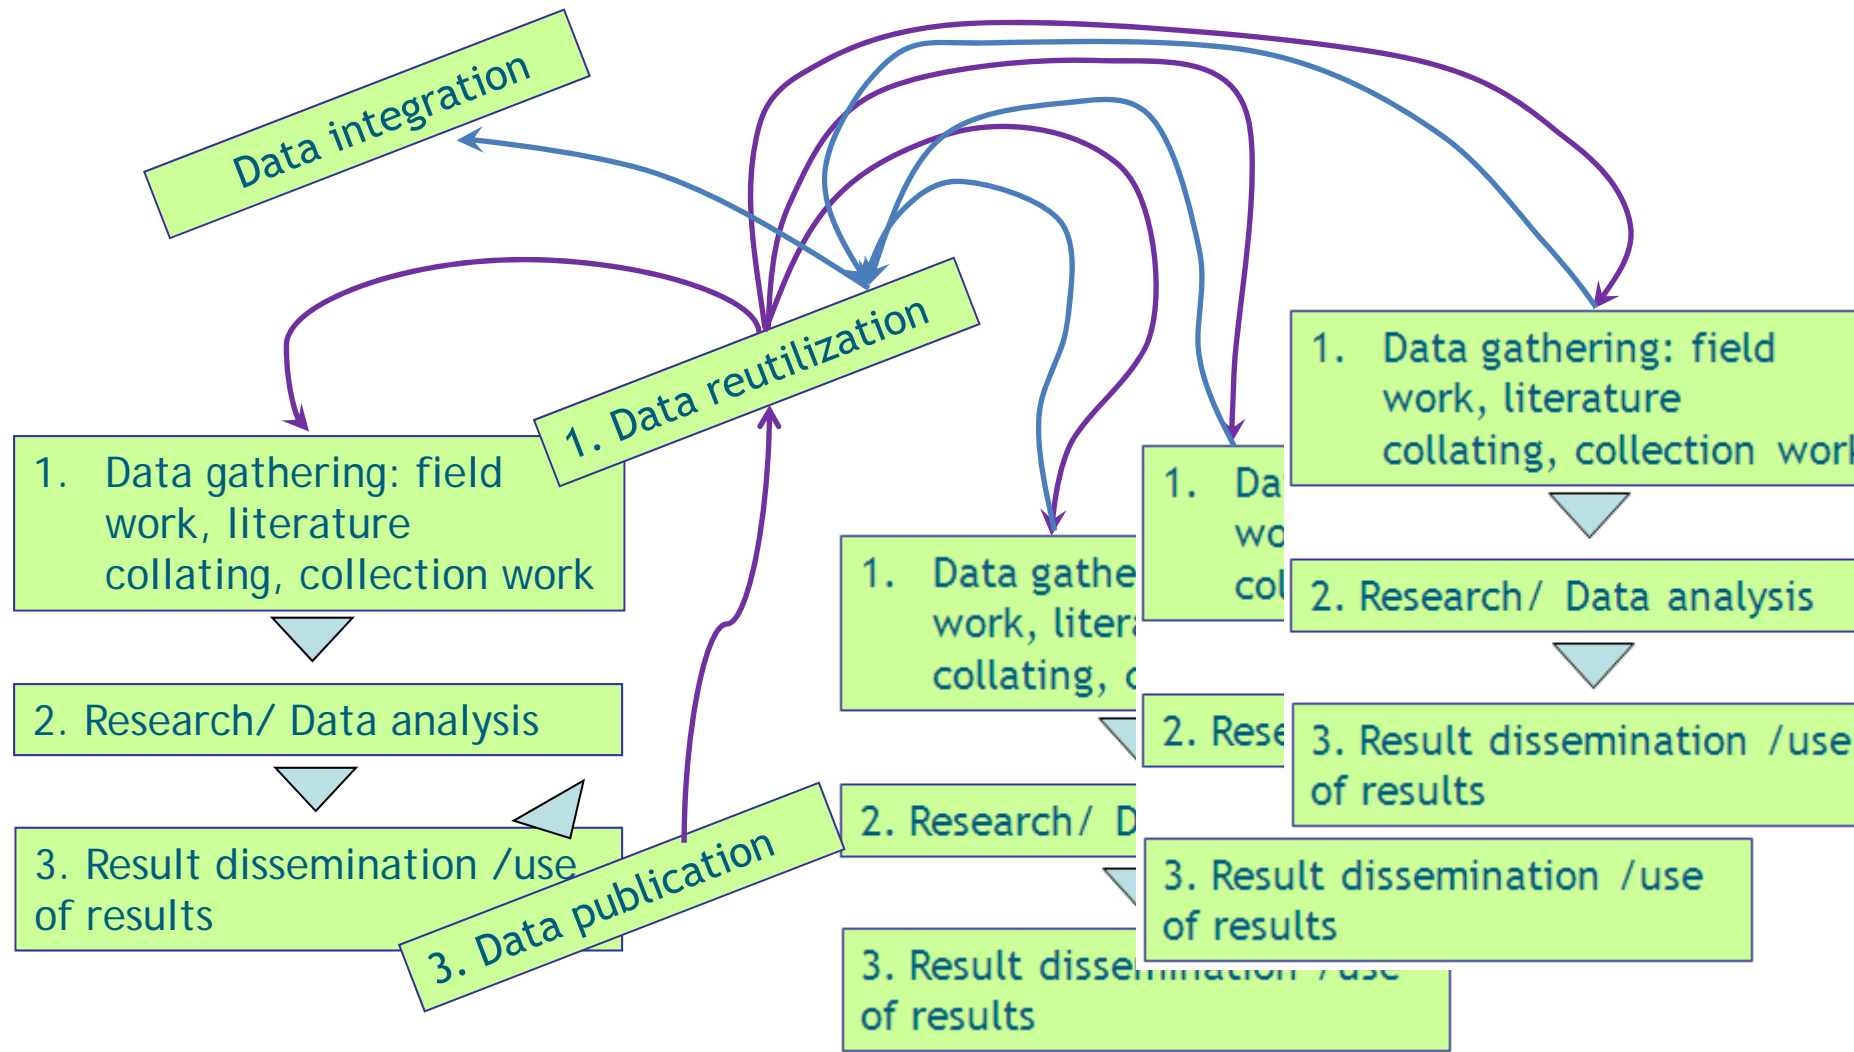 Data integration
1. Data reutilization
1. Data gathering: field
work, literature
collating, collection work
2. Research/ Data analysis
3. Result dissemination /use
of results
3. Data publication
1. Data gathe
work, litera
collating, c
2. Research/ D
3. Result dissemination /use
of results
1. Da
wo
col
2. Rese
3. Result dissemination /use
of results
1. Data gathering: field
work, literature
collating, collection work
2. Research/ Data analysis
3. Result dissemination /use
of results